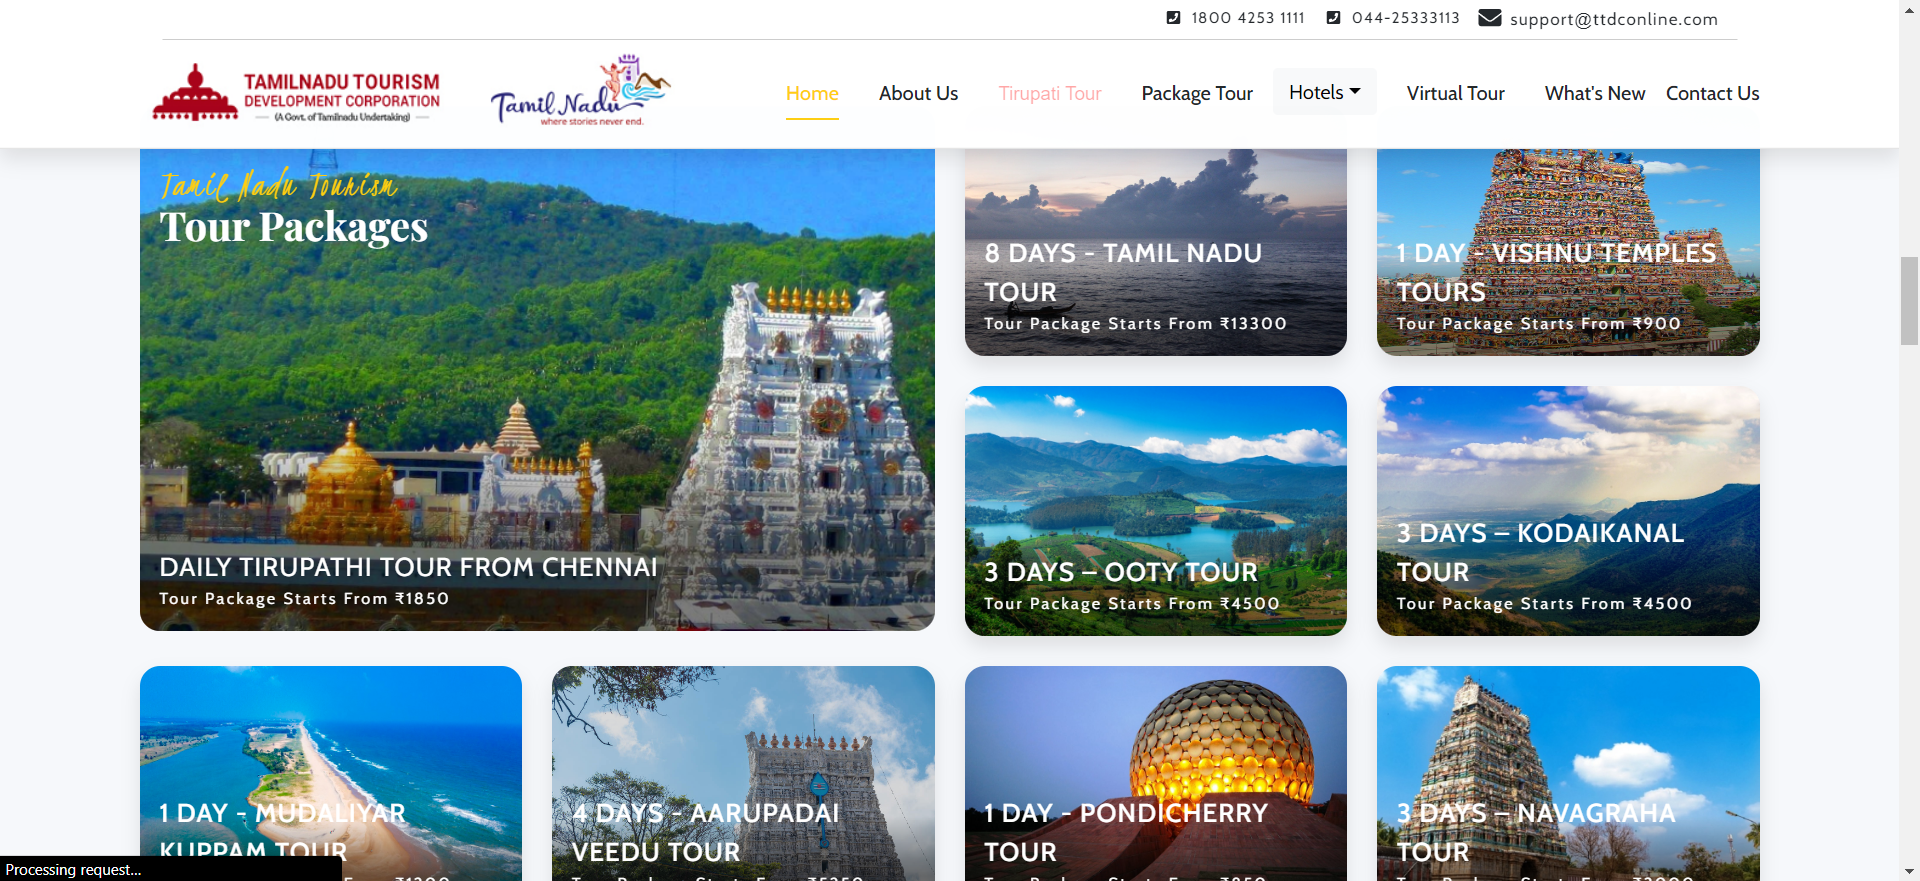 1800 4253 1111 044-25333113 support@ttdconline.com
TAMILNADU TOURISM
DEVELOPMENT CORPORATION
(A Govt. of Tamilnadu Undertaking)
Tamil Nadu
where stories never end.
Home About Us Tirupati Tour Package Tour Hotels Virtual Tour What's New Contact Us
Tamil Nadu Tourism
Tour Packages
DAILY TIRUPATHI TOUR FROM CHENNAI
Tour Package Starts From ₹1850
8 DAYS - TAMIL NADU
TOUR
Tour Package Starts From ₹13300
1 DAY - VISHNU TEMPLES
TOURS
Tour Package Starts From ₹900
3 DAYS – OOTY TOUR
Tour Package Starts From ₹4500
3 DAYS – KODAIKANAL
TOUR
Tour Package Starts From ₹4500
1 DAY - MUDALIYAR
KUPPAM TOUR
4 DAYS - AARUPADAI
VEEDU TOUR
1 DAY - PONDICHERRY
TOUR
3 DAYS – NAVAGRAHA
TOUR
Processing request...